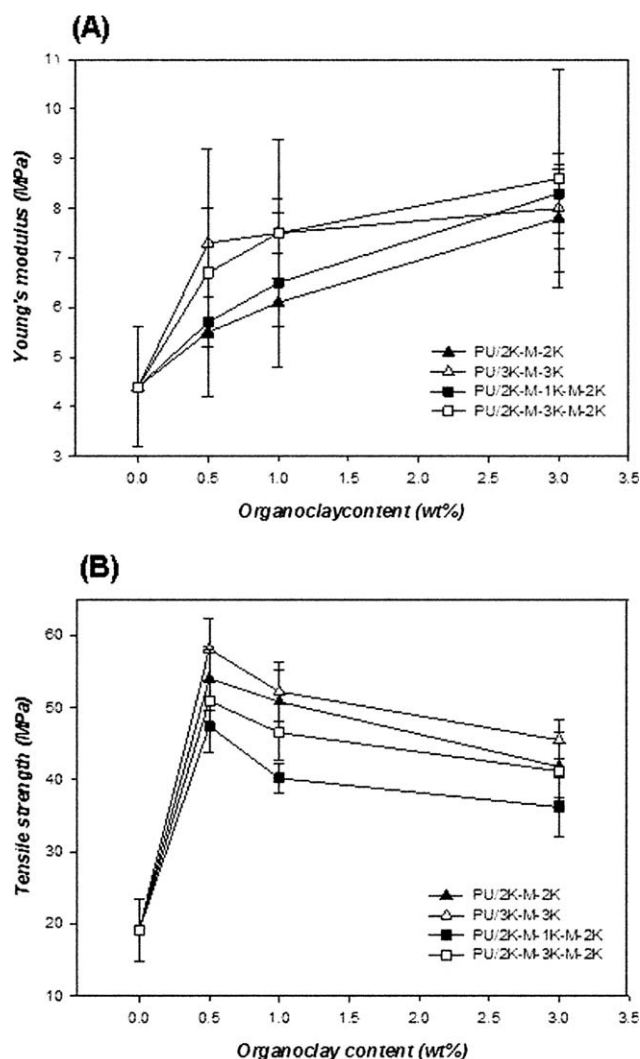 (A)
11
10
9
8
7
6
5
4
3
Young's modulus (MPa)
PU/2K-M-2K
PU/3K-M-3K
PU/2K-M-1K-M-2K
PU/2K-M-3K-M-2K
0.0 0.5 1.0 1.5 2.0 2.5 3.0 3.5
Organoclaycontent (wt%)
(B)
60
50
40
30
20
10
Tensile strength (MPa)
PU/2K-M-2K
PU/3K-M-3K
PU/2K-M-1K-M-2K
PU/2K-M-3K-M-2K
0.0 0.5 1.0 1.5 2.0 2.5 3.0 3.5
Organoclay content (wt%)